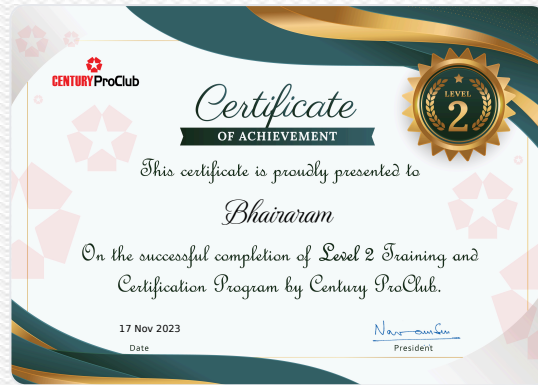 CENTURY ProClub
Certificate
OF ACHIEVEMENT
LEVEL
2
This certificate is proudly presented to
Bhairaram
On the successful completion of Level 2 Training and
Certification Program by Century ProClub.
17 Nov 2023
Date
President